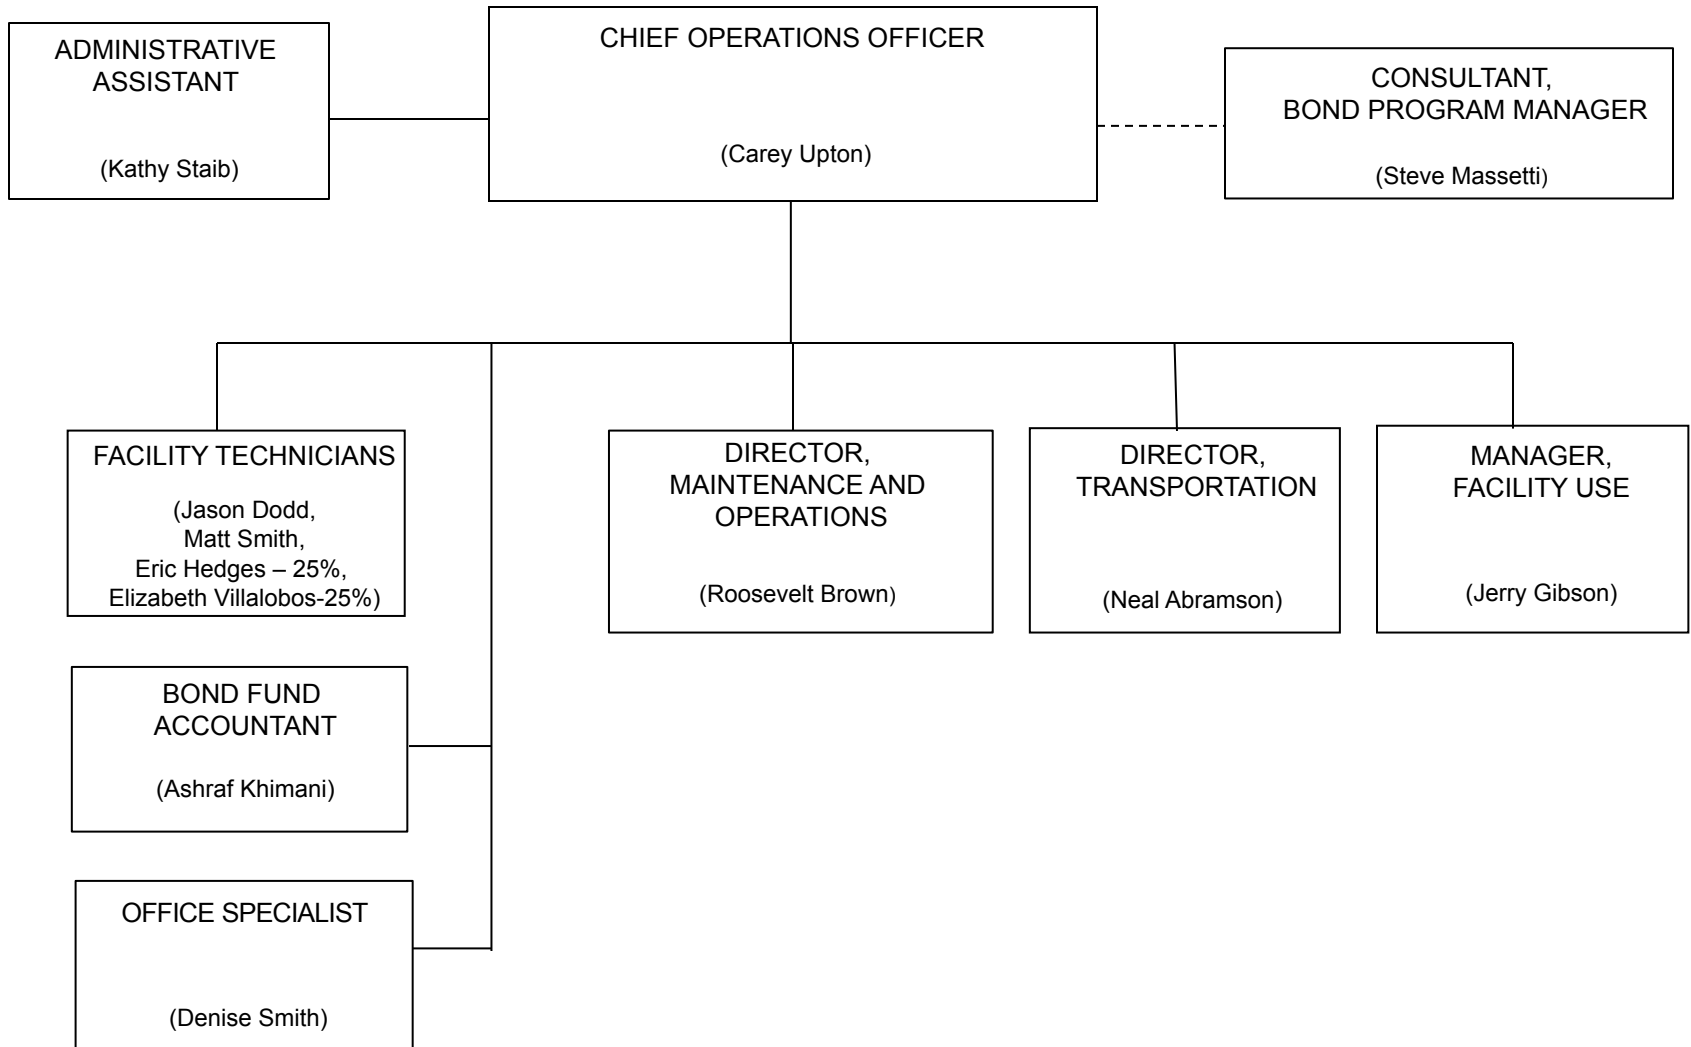 ADMINISTRATIVE
ASSISTANT
(Kathy Staib)
CHIEF OPERATIONS OFFICER
(Carey Upton)
CONSULTANT,
BOND PROGRAM MANAGER
(Steve Massetti)
FACILITY TECHNICIANS
(Jason Dodd,
Matt Smith,
Eric Hedges – 25%,
Elizabeth Villalobos-25%)
DIRECTOR,
MAINTENANCE AND
OPERATIONS
(Roosevelt Brown)
DIRECTOR,
TRANSPORTATION
(Neal Abramson)
MANAGER,
FACILITY USE
(Jerry Gibson)
BOND FUND
ACCOUNTANT
(Ashraf Khimani)
OFFICE SPECIALIST
(Denise Smith)